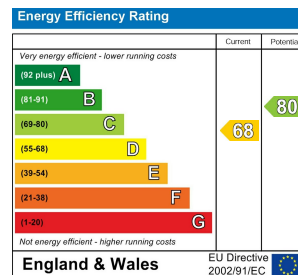 Energy Efficiency Rating
Current Potentia
Very energy efficient - lower running costs
(92 plus) A
(81-91) B
(69-80) C
(55-68) D
(39-54) E
(21-38) F
(1-20) G
68
80
Not energy efficient - higher running costs
England & Wales
EU Directive
2002/91/EC